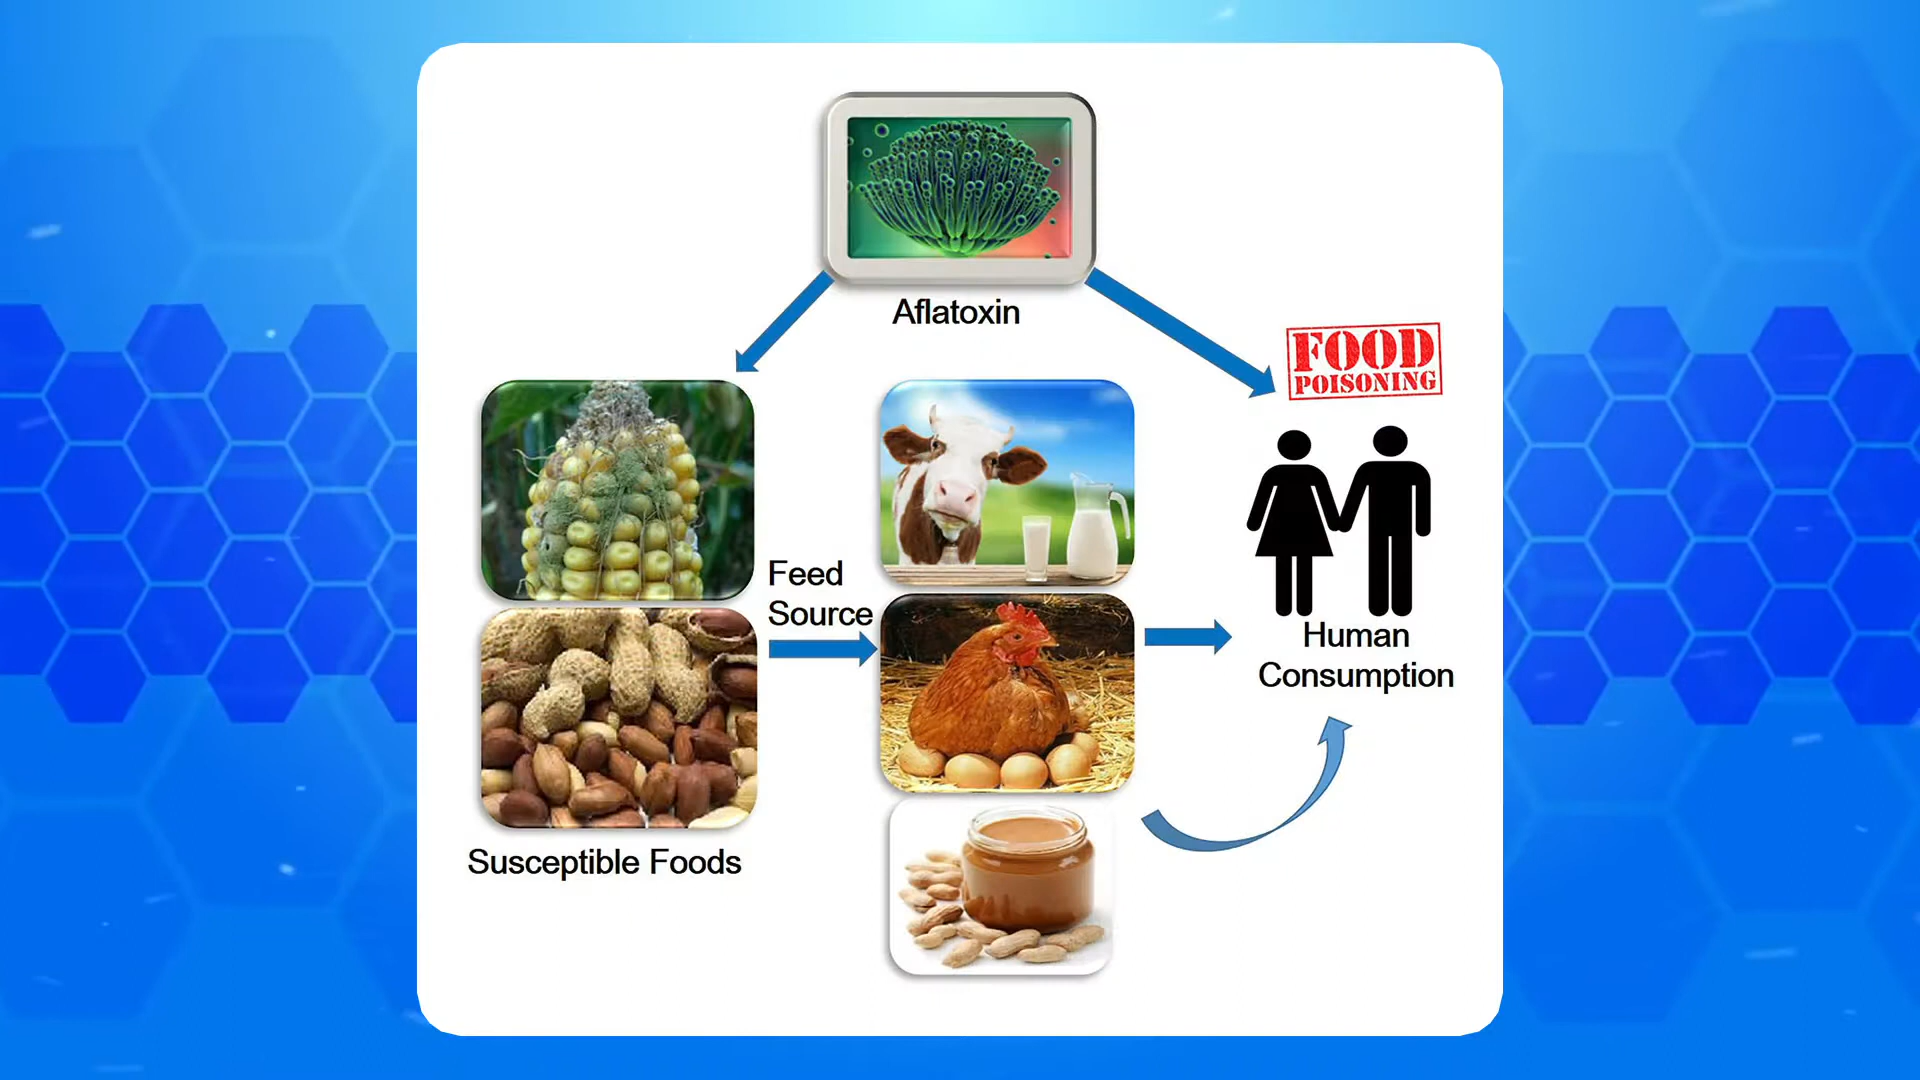 Aflatoxin
FOOD
POISONING
Feed
Source
Human
Consumption
Susceptible Foods